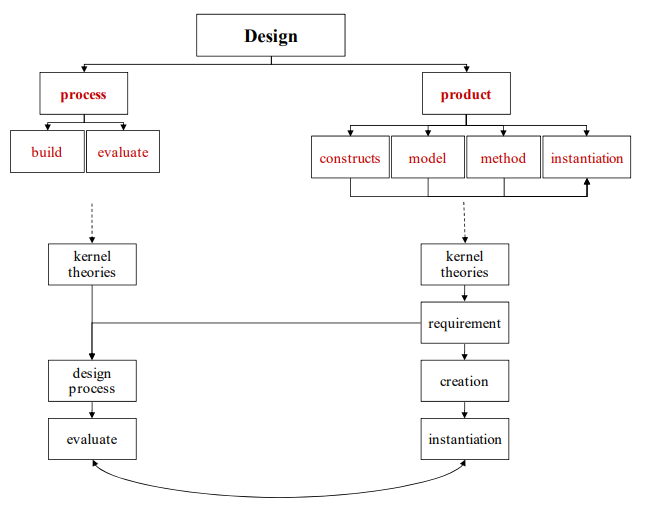 Design
process
product
build
evaluate
constructs
model
method
instantiation
kernel
theories
kernel
theories
requirement
design
process
creation
evaluate
instantiation